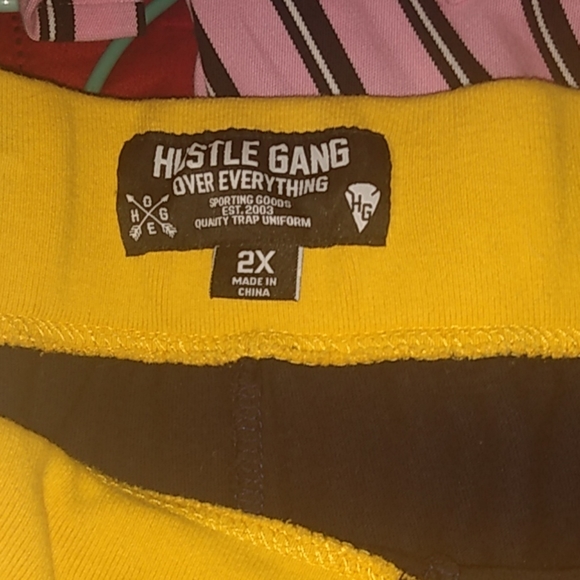 HUSTLE GANG
OVER EVERYTHING
SPORTING GOODS
EST. 2003
QUALITY TRAP UNIFORM
H O G E
HG
2X
MADE IN
CHINA